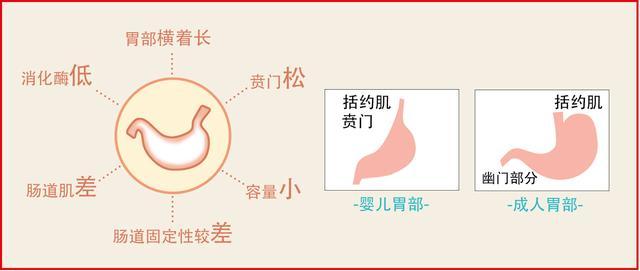 胃部横着长
消化酶低
贲门松
肠道肌差
容量小
肠道固定性较差
括约肌
贲门
-婴儿胃部-
括约肌
幽门部分
-成人胃部-